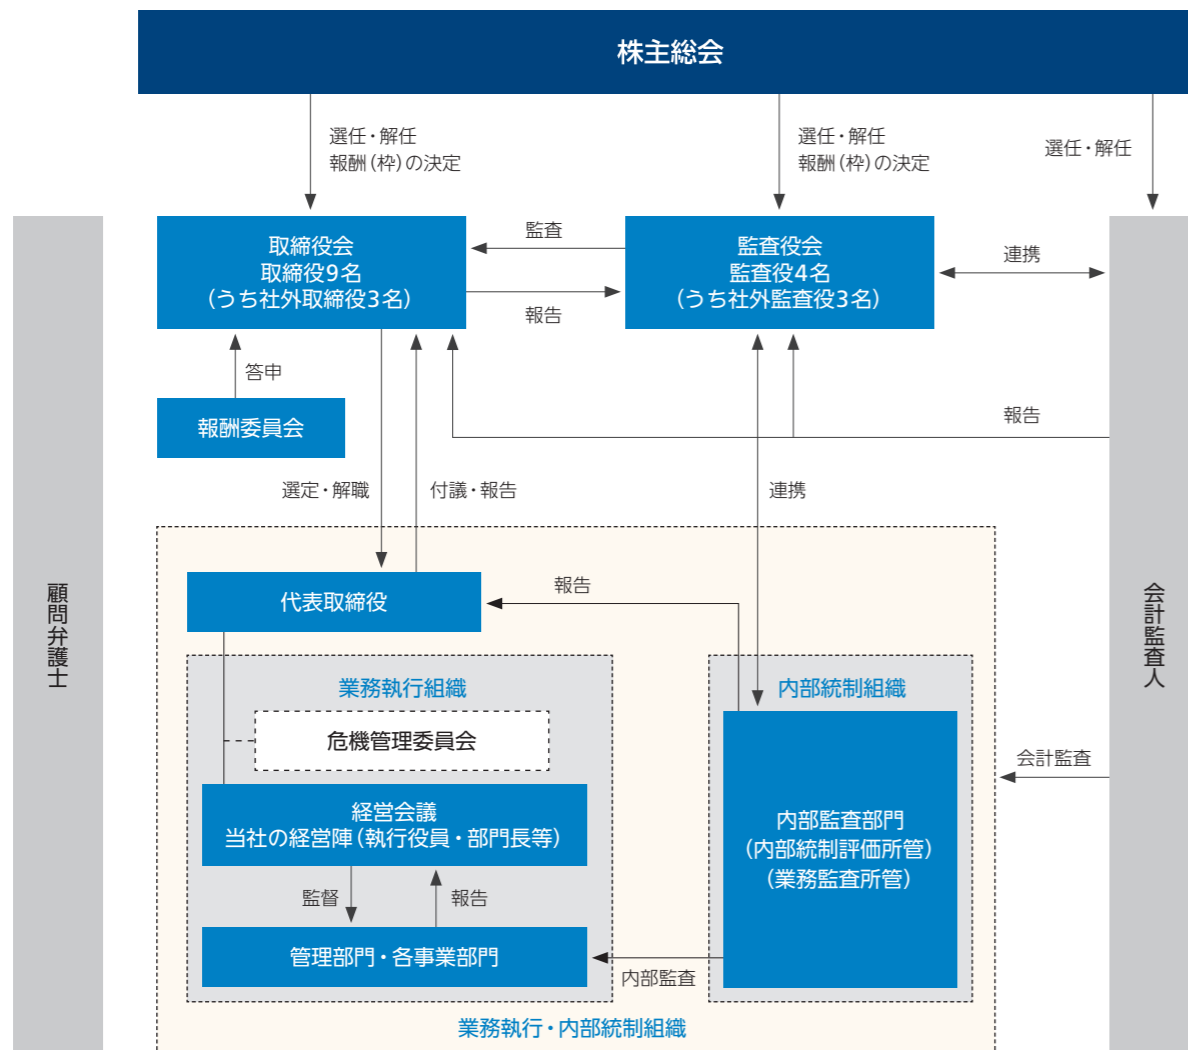 株主総会
選任・解任
報酬（枠）の決定
選任・解任
報酬（枠）の決定
選任・解任
取締役会
取締役9名
（うち社外取締役3名）
監査
報告
監査役会
監査役4名
（うち社外監査役3名）
連携
答申
報酬委員会
報告
選定・解職
付議・報告
連携
顧問弁護士
会計監査人
代表取締役
報告
業務執行組織
内部統制組織
危機管理委員会
経営会議
当社の経営陣（執行役員・部門長等）
監督
報告
管理部門・各事業部門
内部監査部門
（内部統制評価所管）
（業務監査所管）
会計監査
内部監査
業務執行・内部統制組織